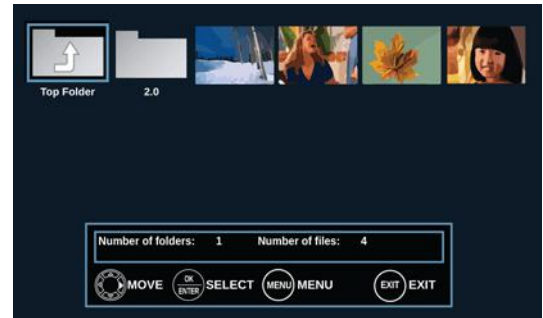 Top Folder 2.0
Number of folders: 1 Number of files: 4
MOVE OK ENTER SELECT MENU MENU EXIT EXIT